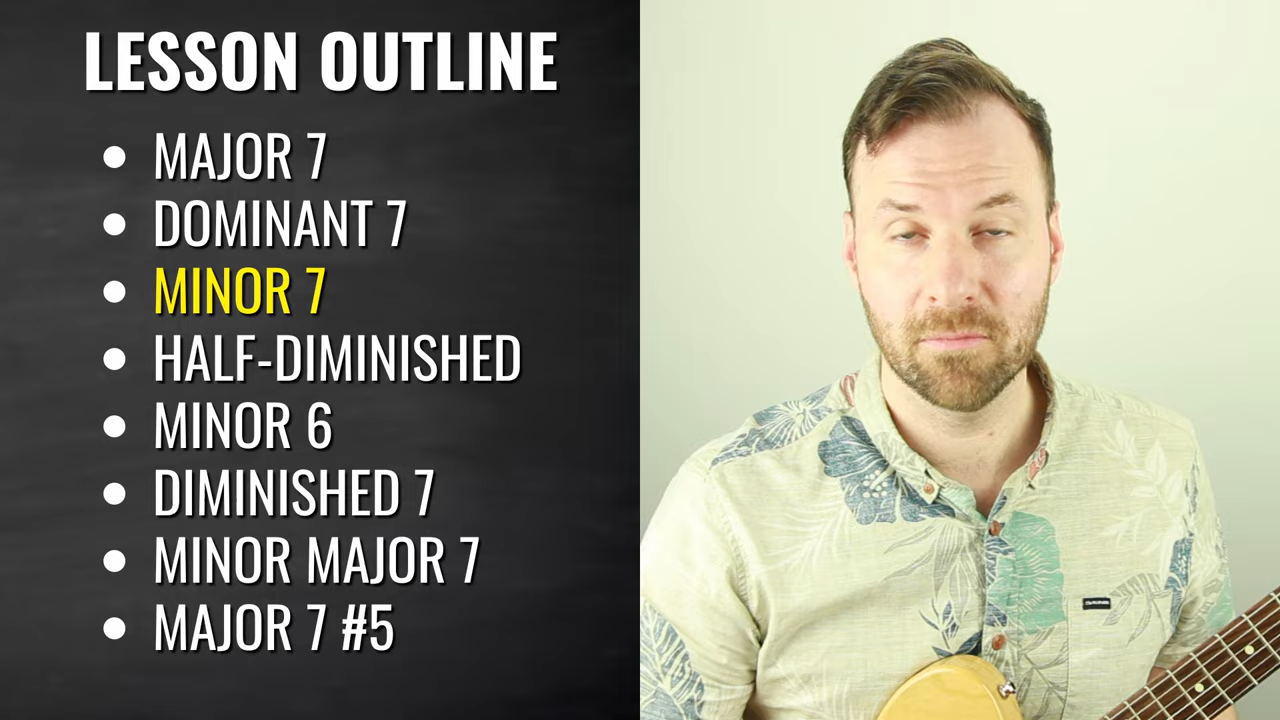 LESSON OUTLINE
MAJOR 7
DOMINANT 7
MINOR 7
HALF-DIMINISHED
MINOR 6
DIMINISHED 7
MINOR MAJOR 7
MAJOR 7 #5